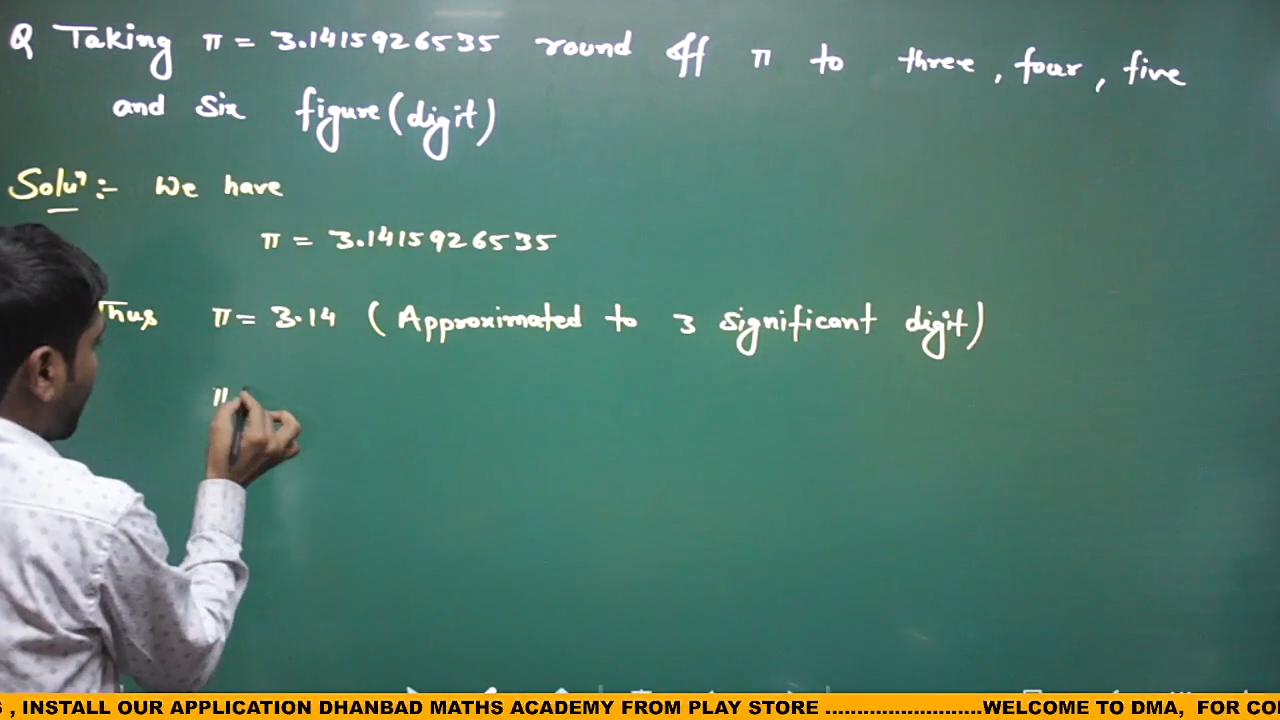 Q Taking π = 3.1415926535 round off π to three, four, five
and six figure (digit)
Soluⁿ:- We have
π = 3.1415926535
Thus π = 3.14 (Approximated to 3 significant digit)
π
, INSTALL OUR APPLICATION DHANBAD MATHS ACADEMY FROM PLAY STORE ........................WELCOME TO DMA, FOR